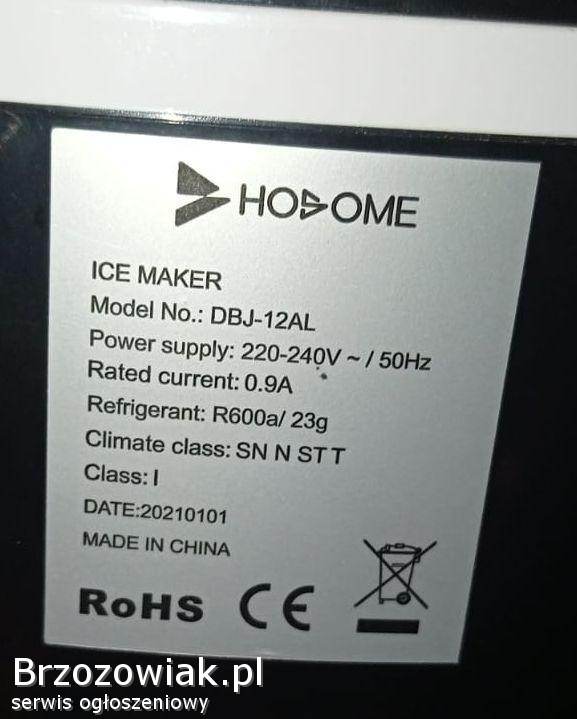 HOSOME
ICE MAKER
Model No.: DBJ-12AL
Power supply: 220-240V ~ / 50Hz
Rated current: 0.9A
Refrigerant: R600a/ 23g
Climate class: SN N ST T
Class: I
DATE:20210101
MADE IN CHINA
RoHS CE
Brzozowiak.pl
serwis ogłoszeniowy